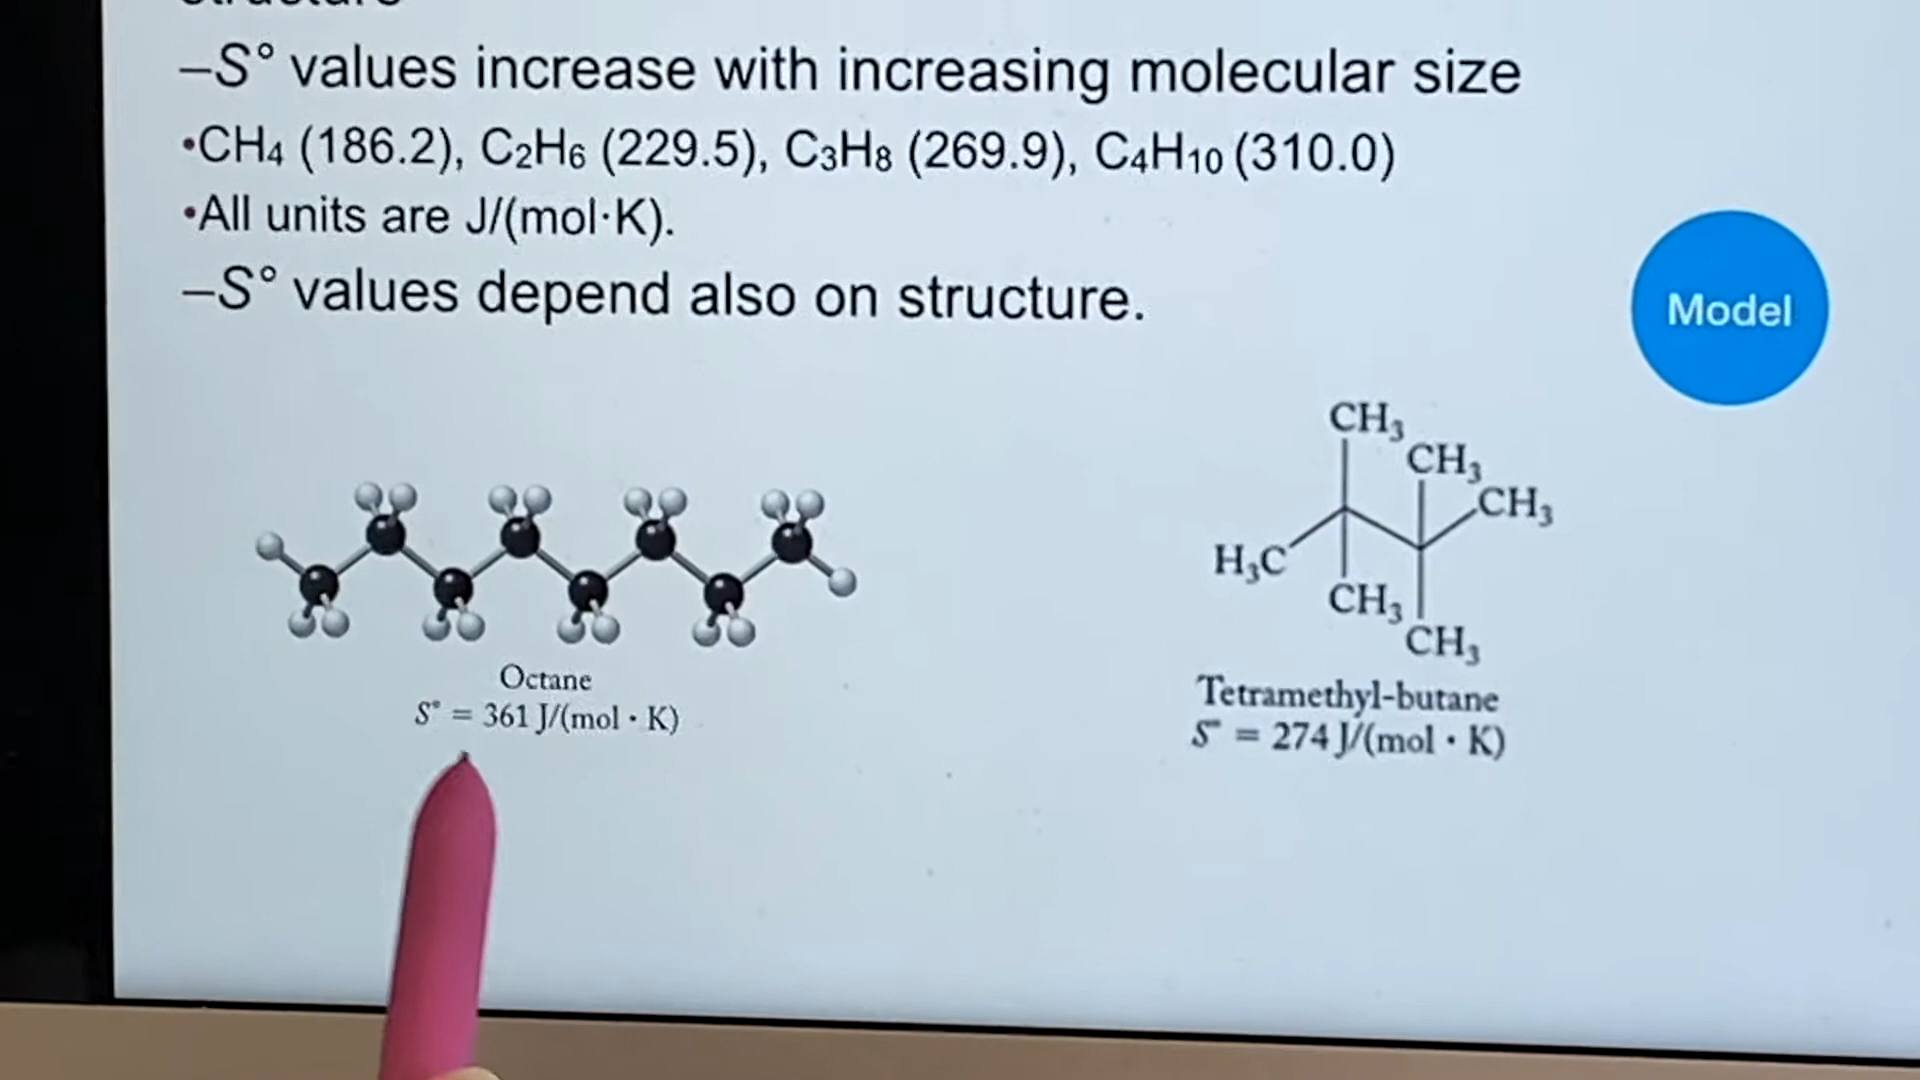 –S° values increase with increasing molecular size
•CH₄ (186.2), C₂H₆ (229.5), C₃H₈ (269.9), C₄H₁₀ (310.0)
•All units are J/(mol·K).
–S° values depend also on structure.
Model
CH₃
CH₃
CH₃
H₃C
CH₃
CH₃
Octane
S° = 361 J/(mol · K)
Tetramethyl-butane
S° = 274 J/(mol · K)